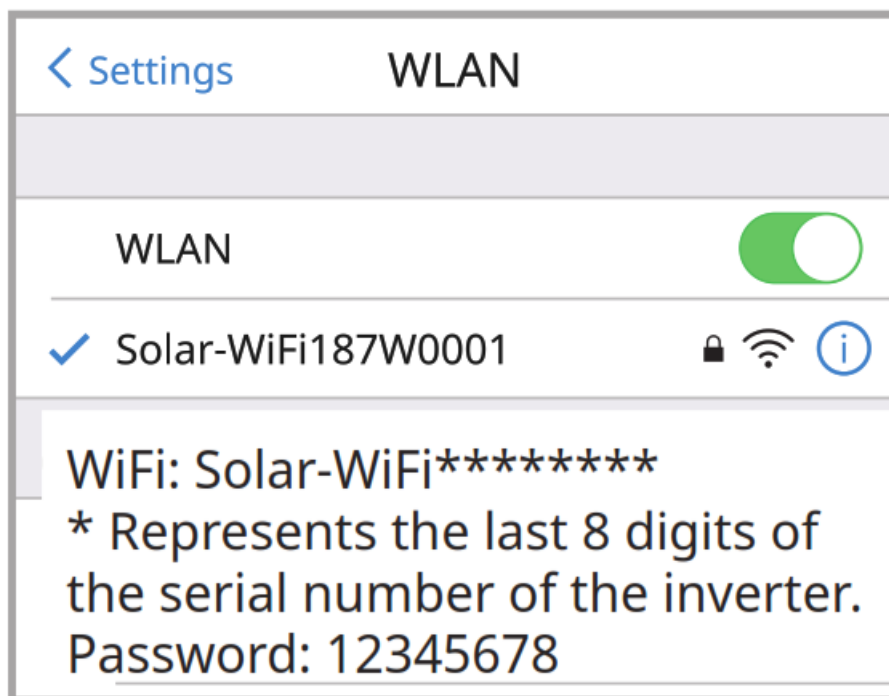 Settings WLAN
WLAN
Solar-WiFi187W0001
WiFi: Solar-WiFi********
* Represents the last 8 digits of
the serial number of the inverter.
Password: 12345678